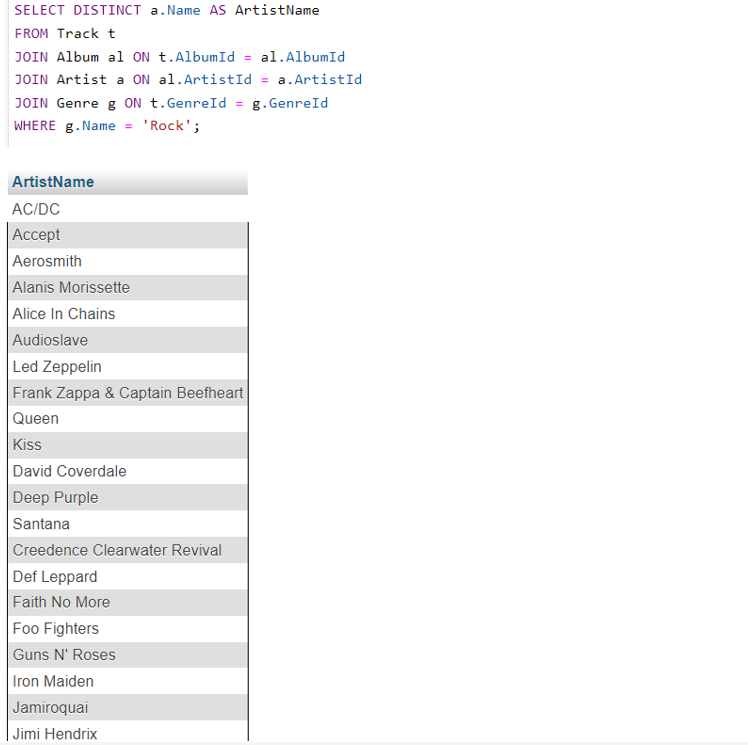 SELECT DISTINCT a.Name AS ArtistName
FROM Track t
JOIN Album al ON t.AlbumId = al.AlbumId
JOIN Artist a ON al.ArtistId = a.ArtistId
JOIN Genre g ON t.GenreId = g.GenreId
WHERE g.Name = 'Rock';
ArtistName
AC/DC
Accept
Aerosmith
Alanis Morissette
Alice In Chains
Audioslave
Led Zeppelin
Frank Zappa & Captain Beefheart
Queen
Kiss
David Coverdale
Deep Purple
Santana
Creedence Clearwater Revival
Def Leppard
Faith No More
Foo Fighters
Guns N' Roses
Iron Maiden
Jamiroquai
Jimi Hendrix